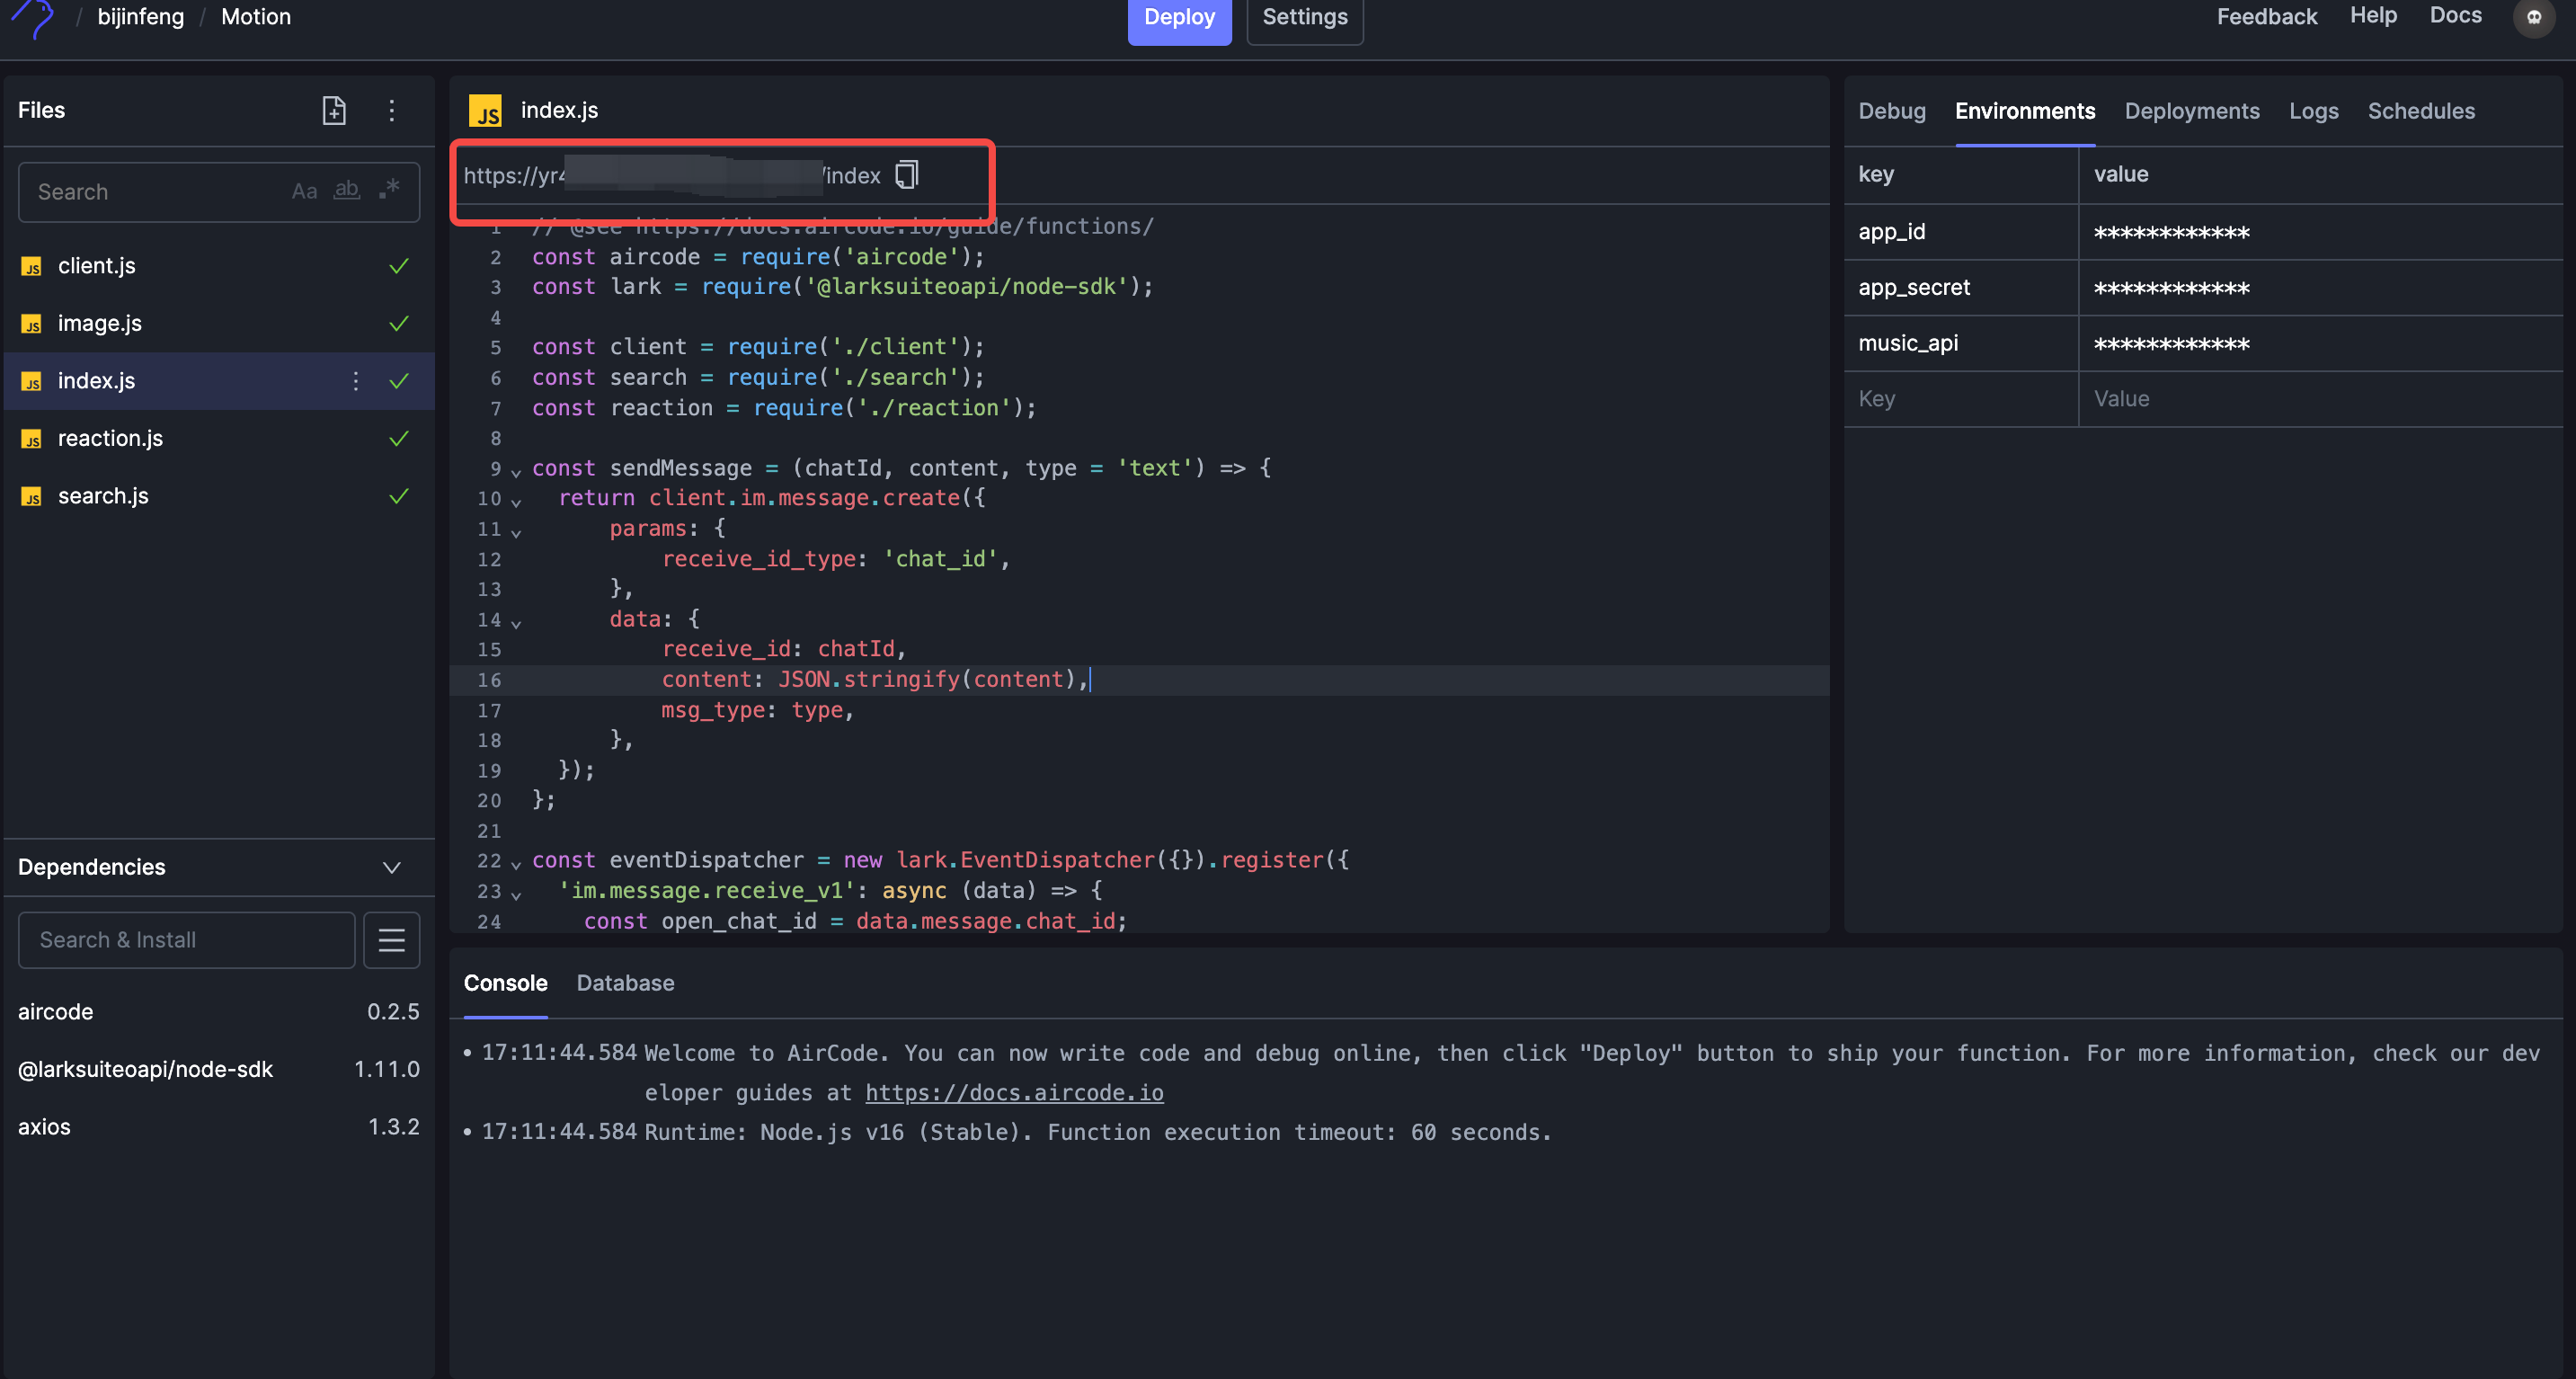 / bijinfeng / Motion
Deploy Settings
Feedback Help Docs
Files
Search Aa ab .*
JS client.js
JS image.js
JS index.js
JS reaction.js
JS search.js
Dependencies
Search & Install
aircode 0.2.5
@larksuiteoapi/node-sdk 1.11.0
axios 1.3.2
JS index.js
https://yr4 /index
1 // @see https://docs.aircode.io/guide/functions/
2 const aircode = require('aircode');
3 const lark = require('@larksuiteoapi/node-sdk');
4
5 const client = require('./client');
6 const search = require('./search');
7 const reaction = require('./reaction');
8
9 const sendMessage = (chatId, content, type = 'text') => {
10 return client.im.message.create({
11 params: {
12 receive_id_type: 'chat_id',
13 },
14 data: {
15 receive_id: chatId,
16 content: JSON.stringify(content),
17 msg_type: type,
18 },
19 });
20 };
21
22 const eventDispatcher = new lark.EventDispatcher({}).register({
23 'im.message.receive_v1': async (data) => {
24 const open_chat_id = data.message.chat_id;
Console Database
• 17:11:44.584 Welcome to AirCode. You can now write code and debug online, then click "Deploy" button to ship your function. For more information, check our dev
eloper guides at https://docs.aircode.io
• 17:11:44.584 Runtime: Node.js v16 (Stable). Function execution timeout: 60 seconds.
Debug Environments Deployments Logs Schedules
key value
app_id ************
app_secret ************
music_api ************
Key Value